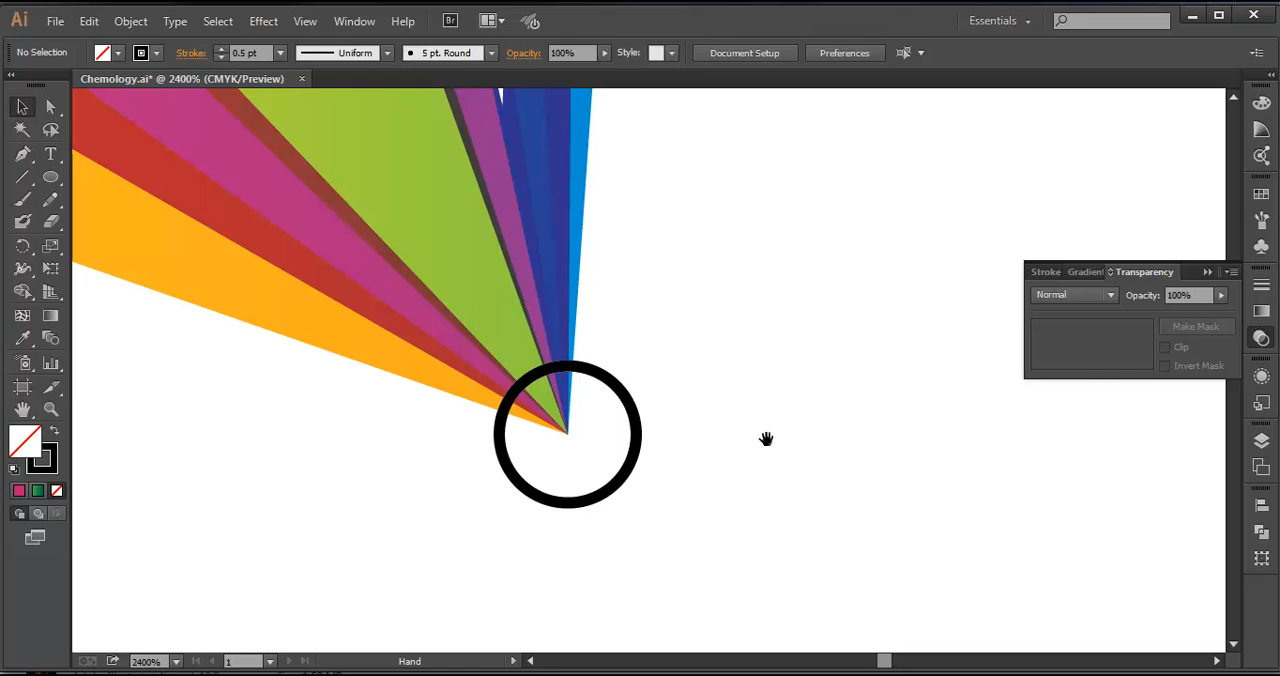 Ai File Edit Object Type Select Effect View Window Help Br Essentials
No Selection Stroke: 0.5 pt Uniform 5 pt. Round Opacity: 100% Style: Document Setup Preferences
Chemology.ai* @ 2400% (CMYK/Preview) ×
Stroke Gradient Transparency
Normal Opacity: 100%
Make Mask
Clip
Invert Mask
2400% 1 Hand